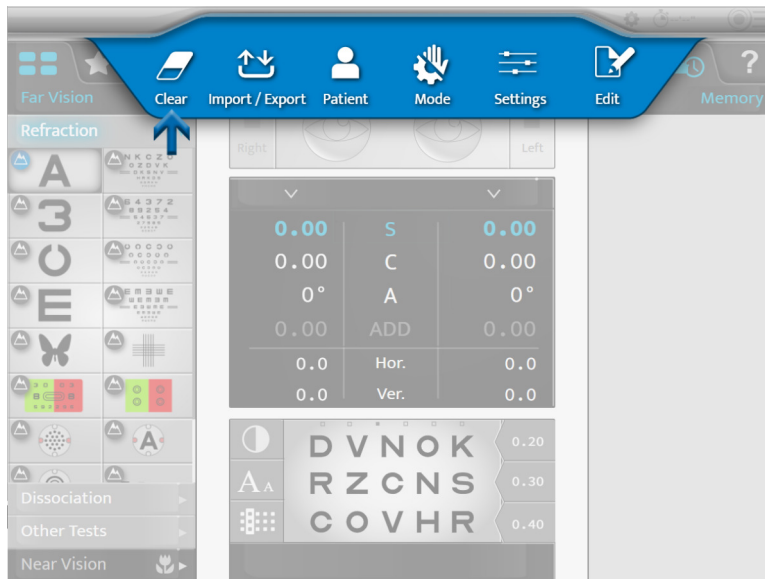 Clear
Import / Export
Patient
Mode
Settings
Edit
?
Far Vision
Memory
Refraction
A
3
E
A
Dissociation
Other Tests
Near Vision
Right
Left
0.00 S 0.00
0.00 C 0.00
0° A 0°
0.00 ADD 0.00
0.0 Hor. 0.0
0.0 Ver. 0.0
D V N O K 0.20
A A R Z C N S 0.30
C O V H R 0.40